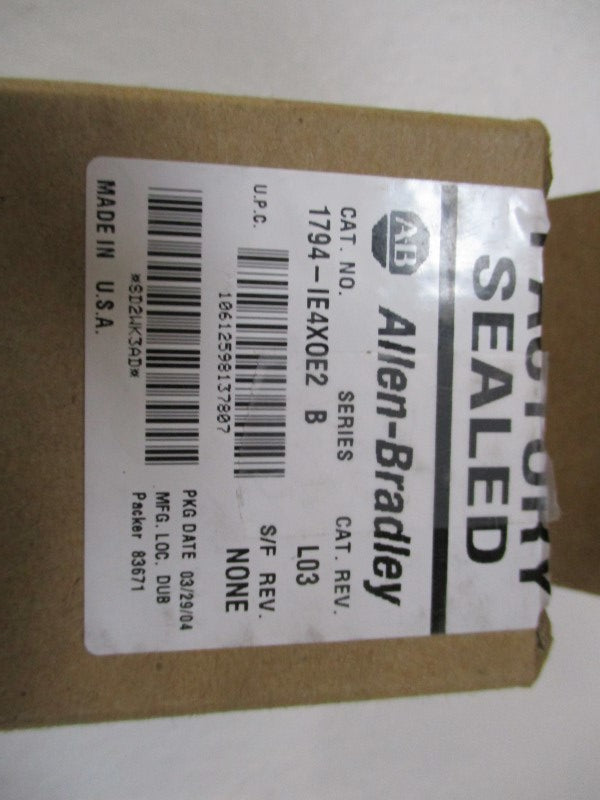 FACTORY
SEALED
AB Allen-Bradley
CAT. NO. SERIES CAT. REV.
1794-IE4XOE2 B L03
U.P.C. S/F REV.
10612598137807 NONE
*SD2WK3AD*
PKG DATE 03/29/04
MFG. LOC. DUB
Packer 83671
MADE IN U.S.A.